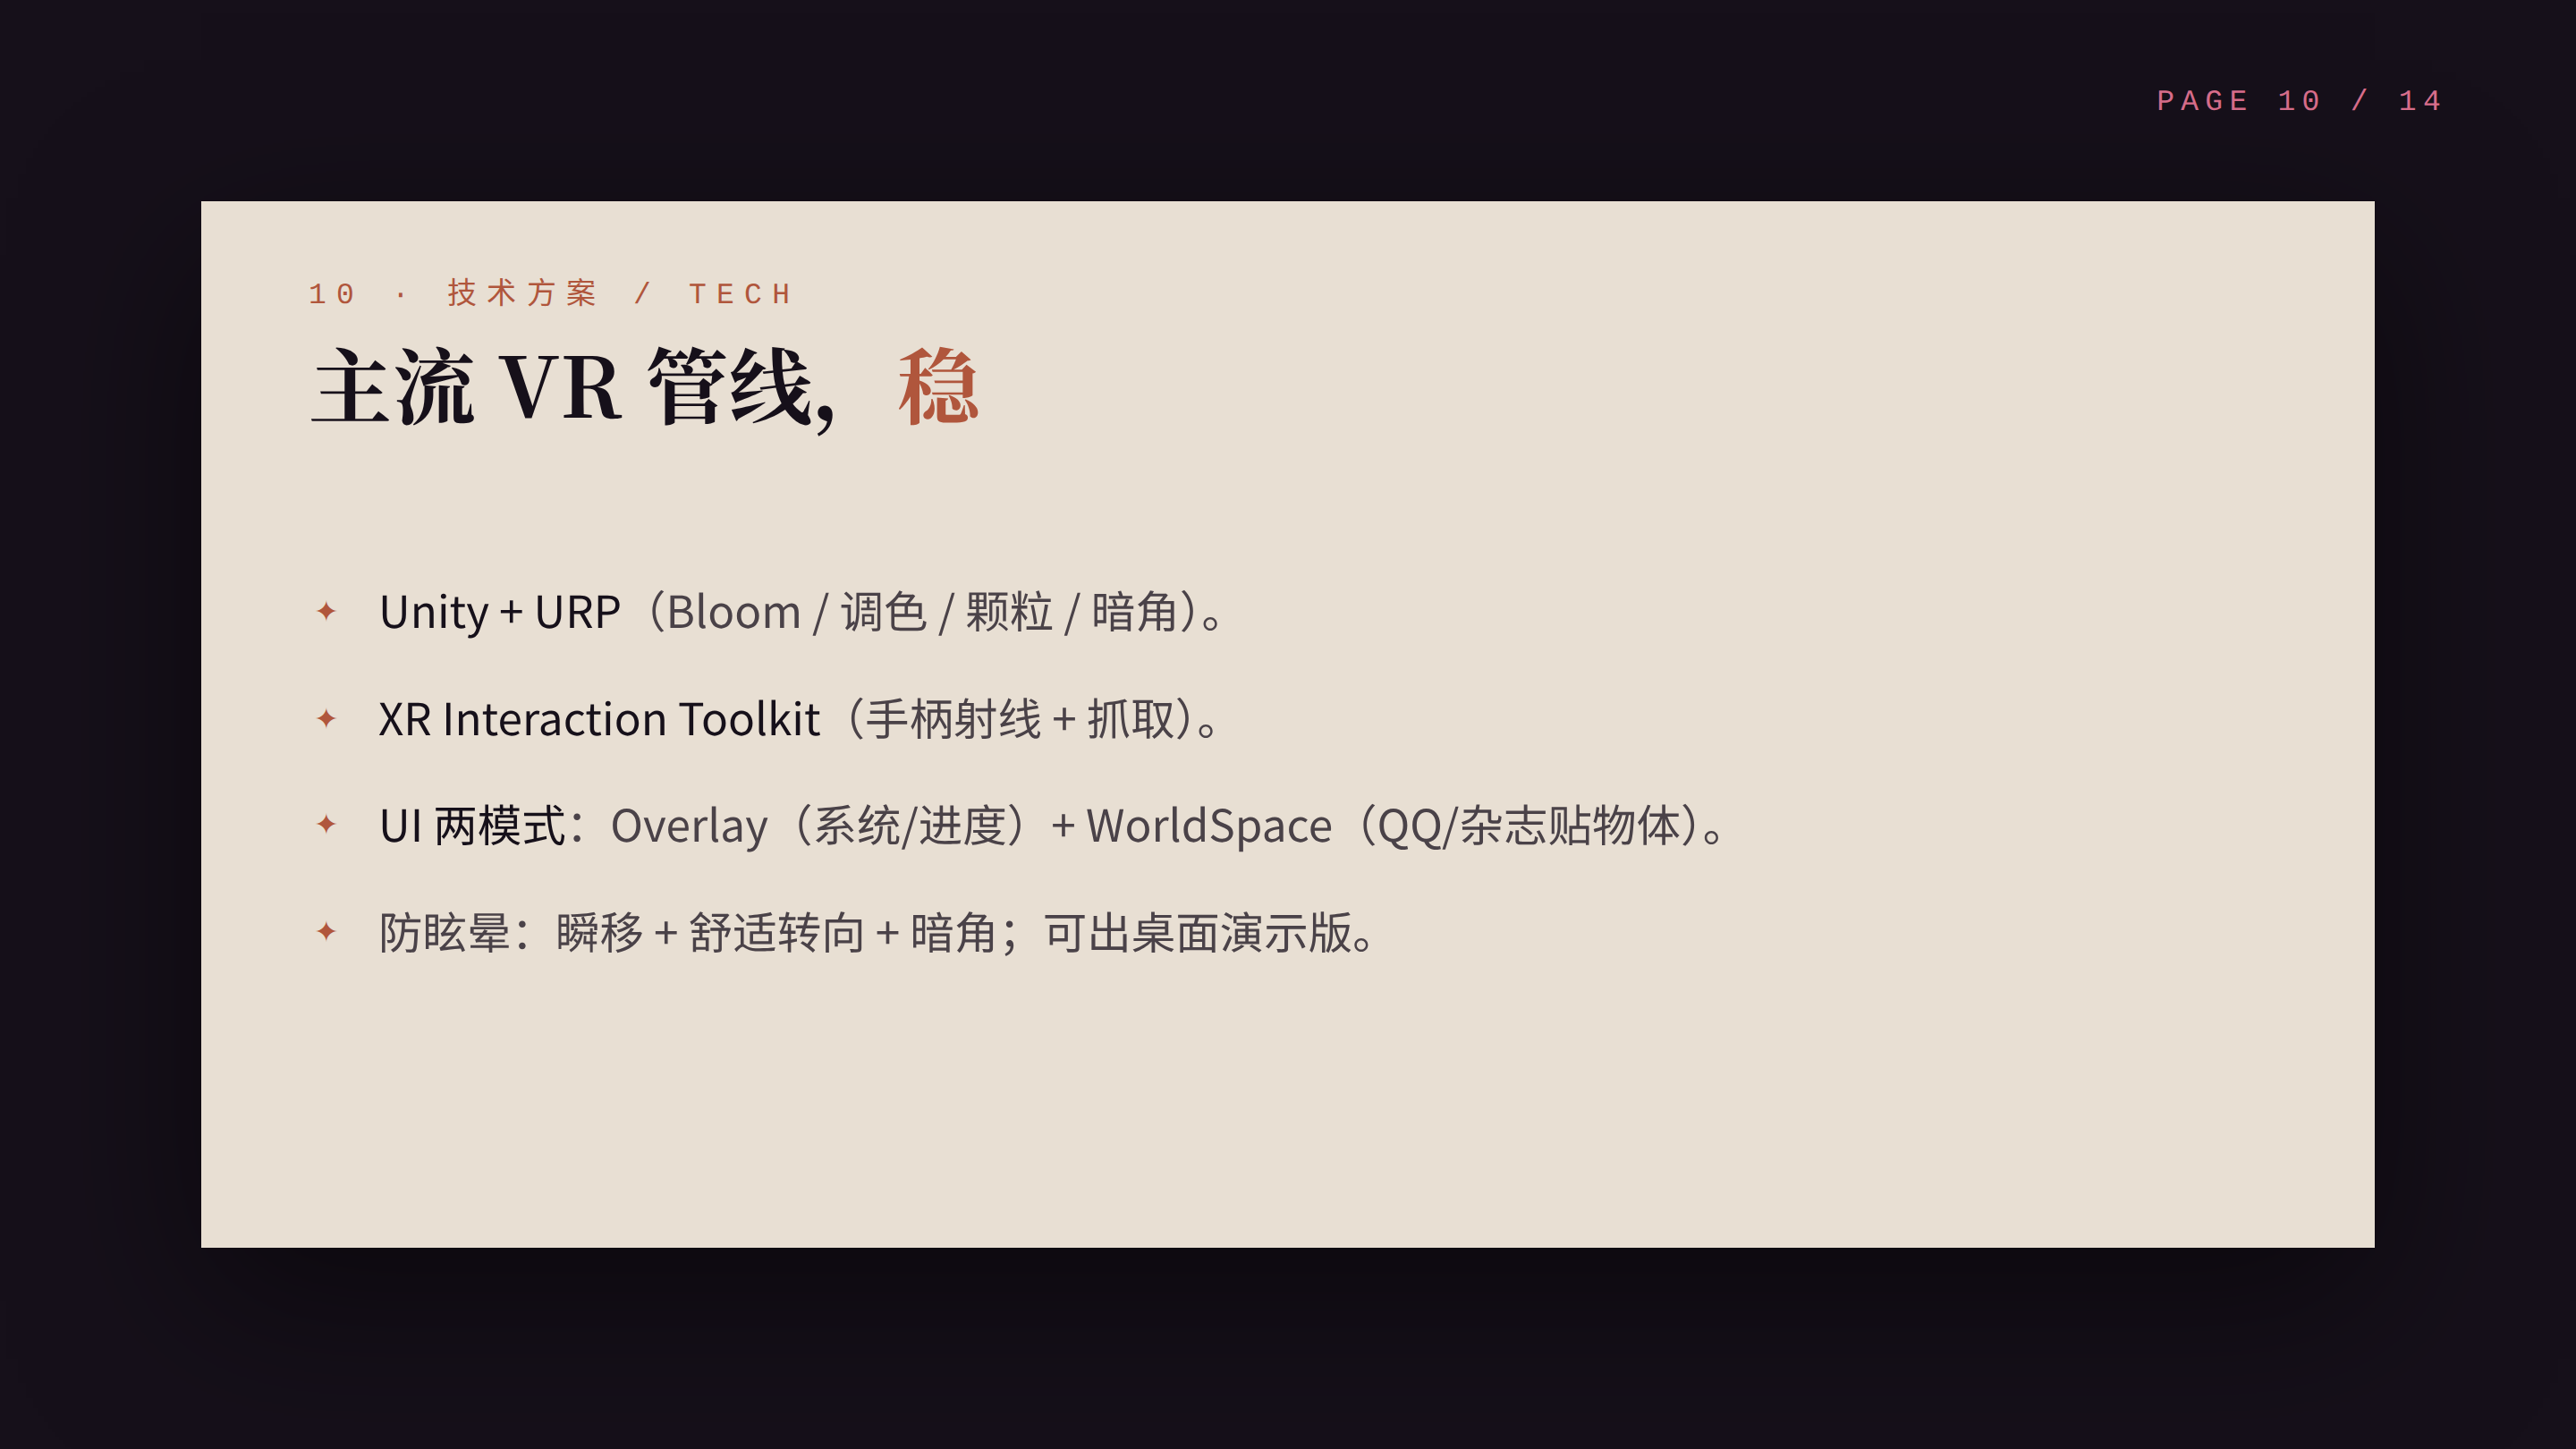 PAGE 10 / 14
10 · 技术方案 / TECH
主流 VR 管线，稳
✦ Unity + URP（Bloom / 调色 / 颗粒 / 暗角）。
✦ XR Interaction Toolkit（手柄射线 + 抓取）。
✦ UI 两模式：Overlay（系统/进度）+ WorldSpace（QQ/杂志贴物体）。
✦ 防眩晕：瞬移 + 舒适转向 + 暗角；可出桌面演示版。